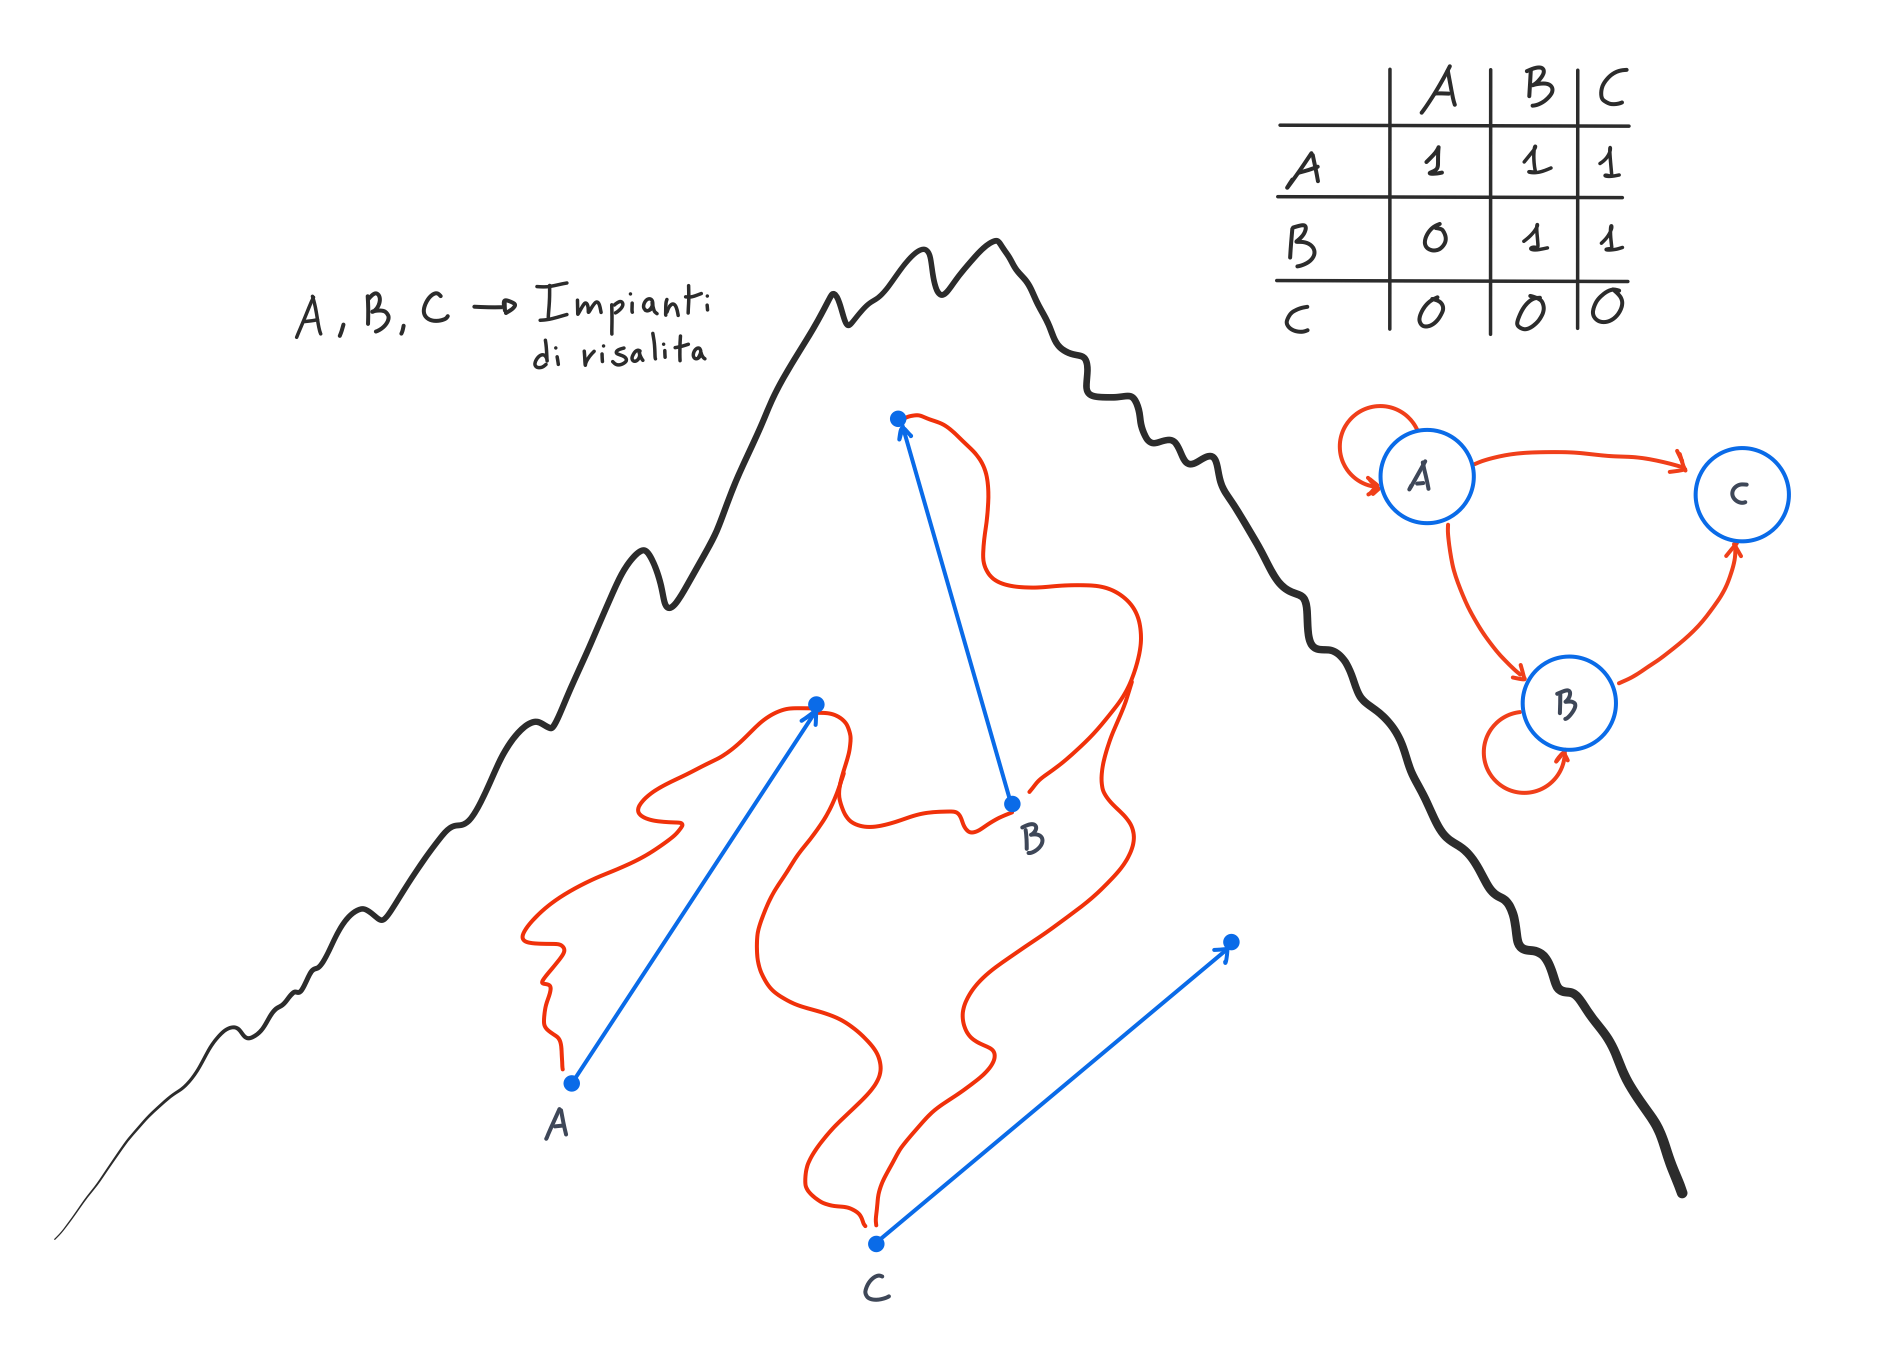 A B C
A 1 1 1
B 0 1 1
C 0 0 0
A, B, C → Impianti
di risalita
A
C
B
B
A
C